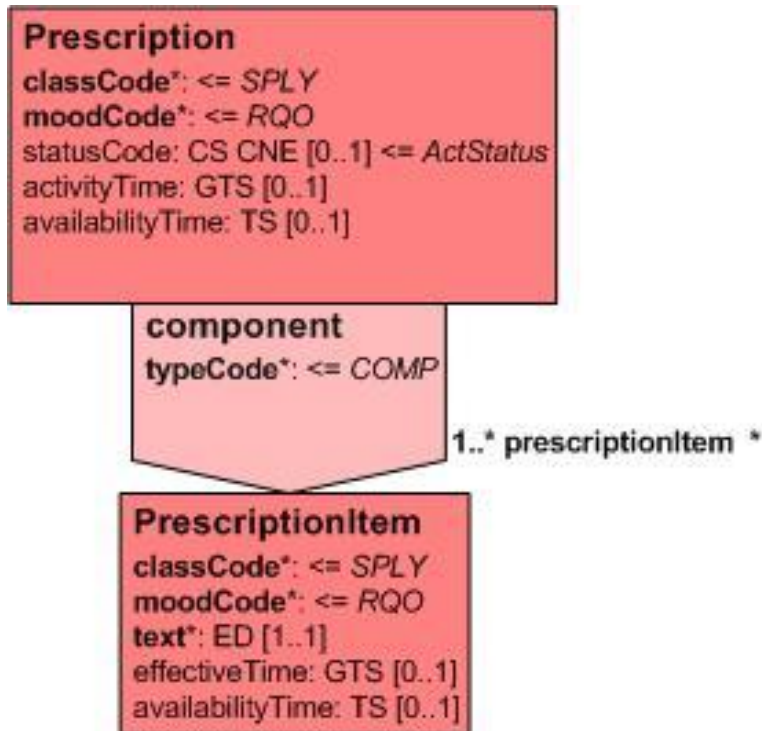 Prescription
classCode*: <= SPLY
moodCode*: <= RQO
statusCode: CS CNE [0..1] <= ActStatus
activityTime: GTS [0..1]
availabilityTime: TS [0..1]
component
typeCode*: <= COMP
1..* prescriptionItem *
PrescriptionItem
classCode*: <= SPLY
moodCode*: <= RQO
text*: ED [1..1]
effectiveTime: GTS [0..1]
availabilityTime: TS [0..1]